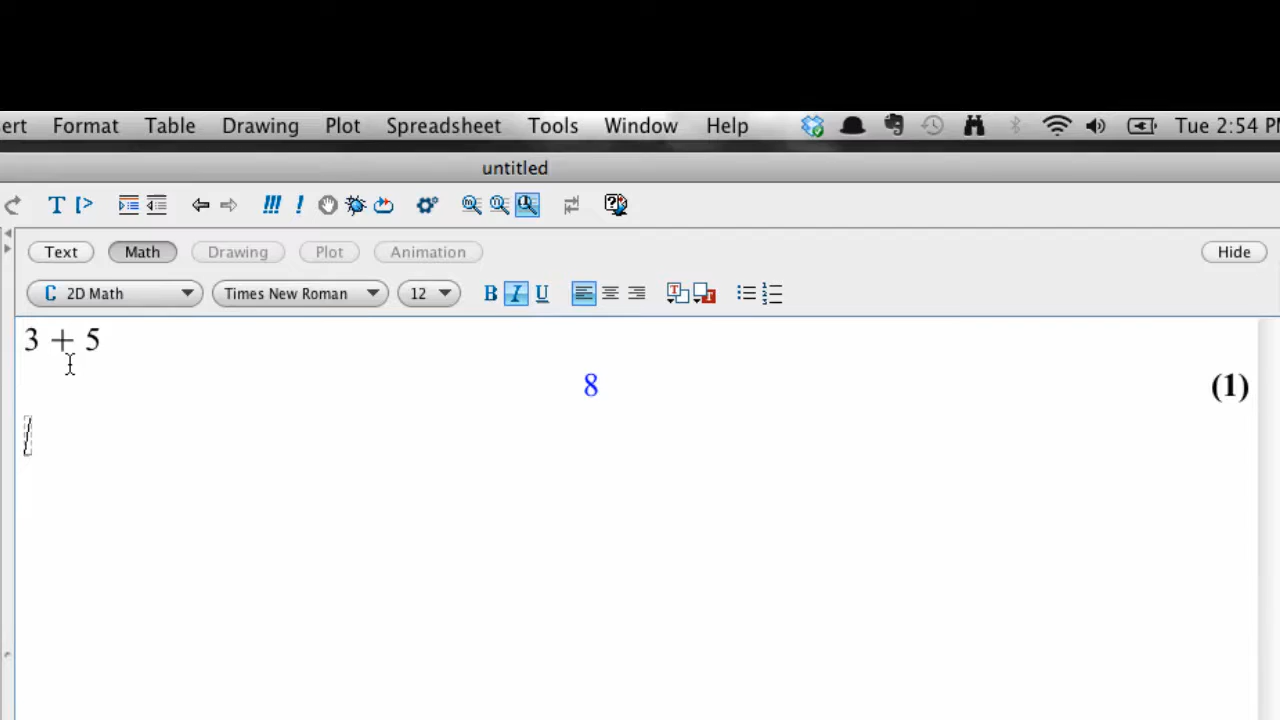 ert Format Table Drawing Plot Spreadsheet Tools Window Help Tue 2:54 P
untitled
T [> !!! !
Text Math Drawing Plot Animation Hide
C 2D Math Times New Roman 12 B I U
3 + 5
8 (1)